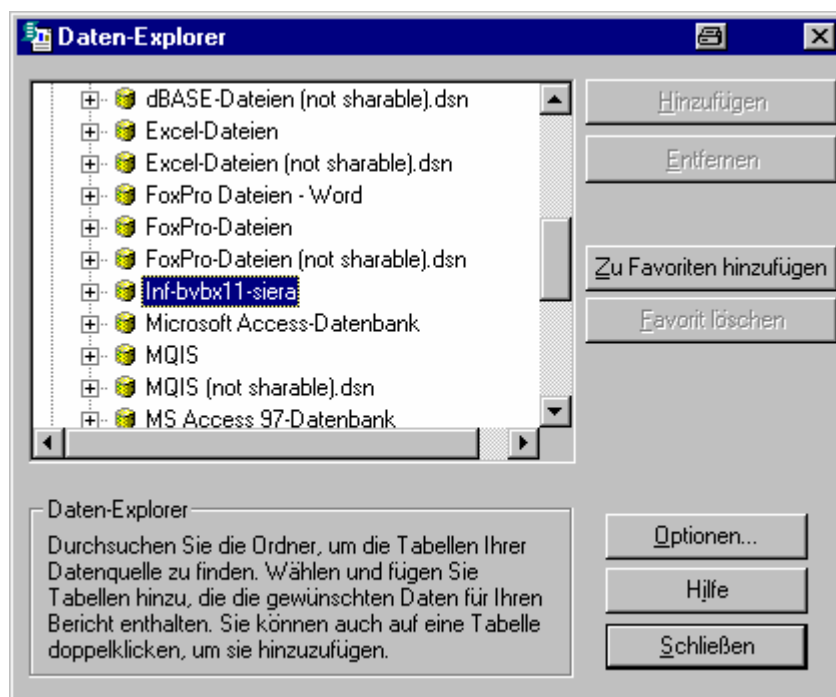 Daten-Explorer
dBASE-Dateien (not sharable).dsn
Excel-Dateien
Excel-Dateien (not sharable).dsn
FoxPro Dateien - Word
FoxPro-Dateien
FoxPro-Dateien (not sharable).dsn
Inf-bvbx11-siera
Microsoft Access-Datenbank
MQIS
MQIS (not sharable).dsn
MS Access 97-Datenbank
Hinzufügen
Entfernen
Zu Favoriten hinzufügen
Favorit löschen
Daten-Explorer
Durchsuchen Sie die Ordner, um die Tabellen Ihrer
Datenquelle zu finden. Wählen und fügen Sie
Tabellen hinzu, die die gewünschten Daten für Ihren
Bericht enthalten. Sie können auch auf eine Tabelle
doppelklicken, um sie hinzuzufügen.
Optionen...
Hilfe
Schließen